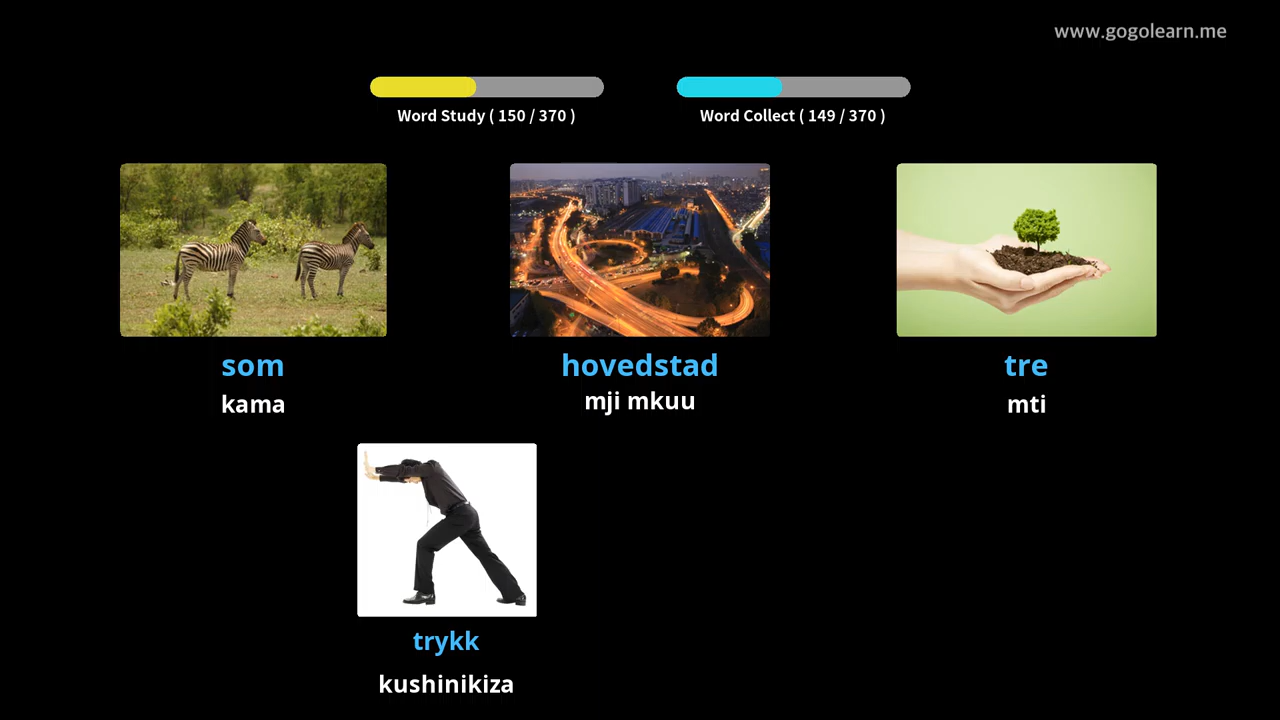 www.gogolearn.me
Word Study ( 150 / 370 )
Word Collect ( 149 / 370 )
som
kama
hovedstad
mji mkuu
tre
mti
trykk
kushinikiza